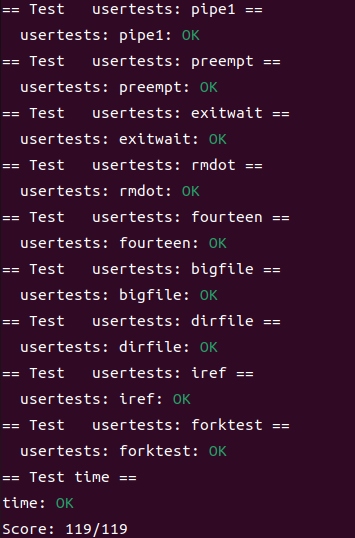 == Test   usertests: pipe1 ==
  usertests: pipe1: OK
== Test   usertests: preempt ==
  usertests: preempt: OK
== Test   usertests: exitwait ==
  usertests: exitwait: OK
== Test   usertests: rmdot ==
  usertests: rmdot: OK
== Test   usertests: fourteen ==
  usertests: fourteen: OK
== Test   usertests: bigfile ==
  usertests: bigfile: OK
== Test   usertests: dirfile ==
  usertests: dirfile: OK
== Test   usertests: iref ==
  usertests: iref: OK
== Test   usertests: forktest ==
  usertests: forktest: OK
== Test time ==
time: OK
Score: 119/119